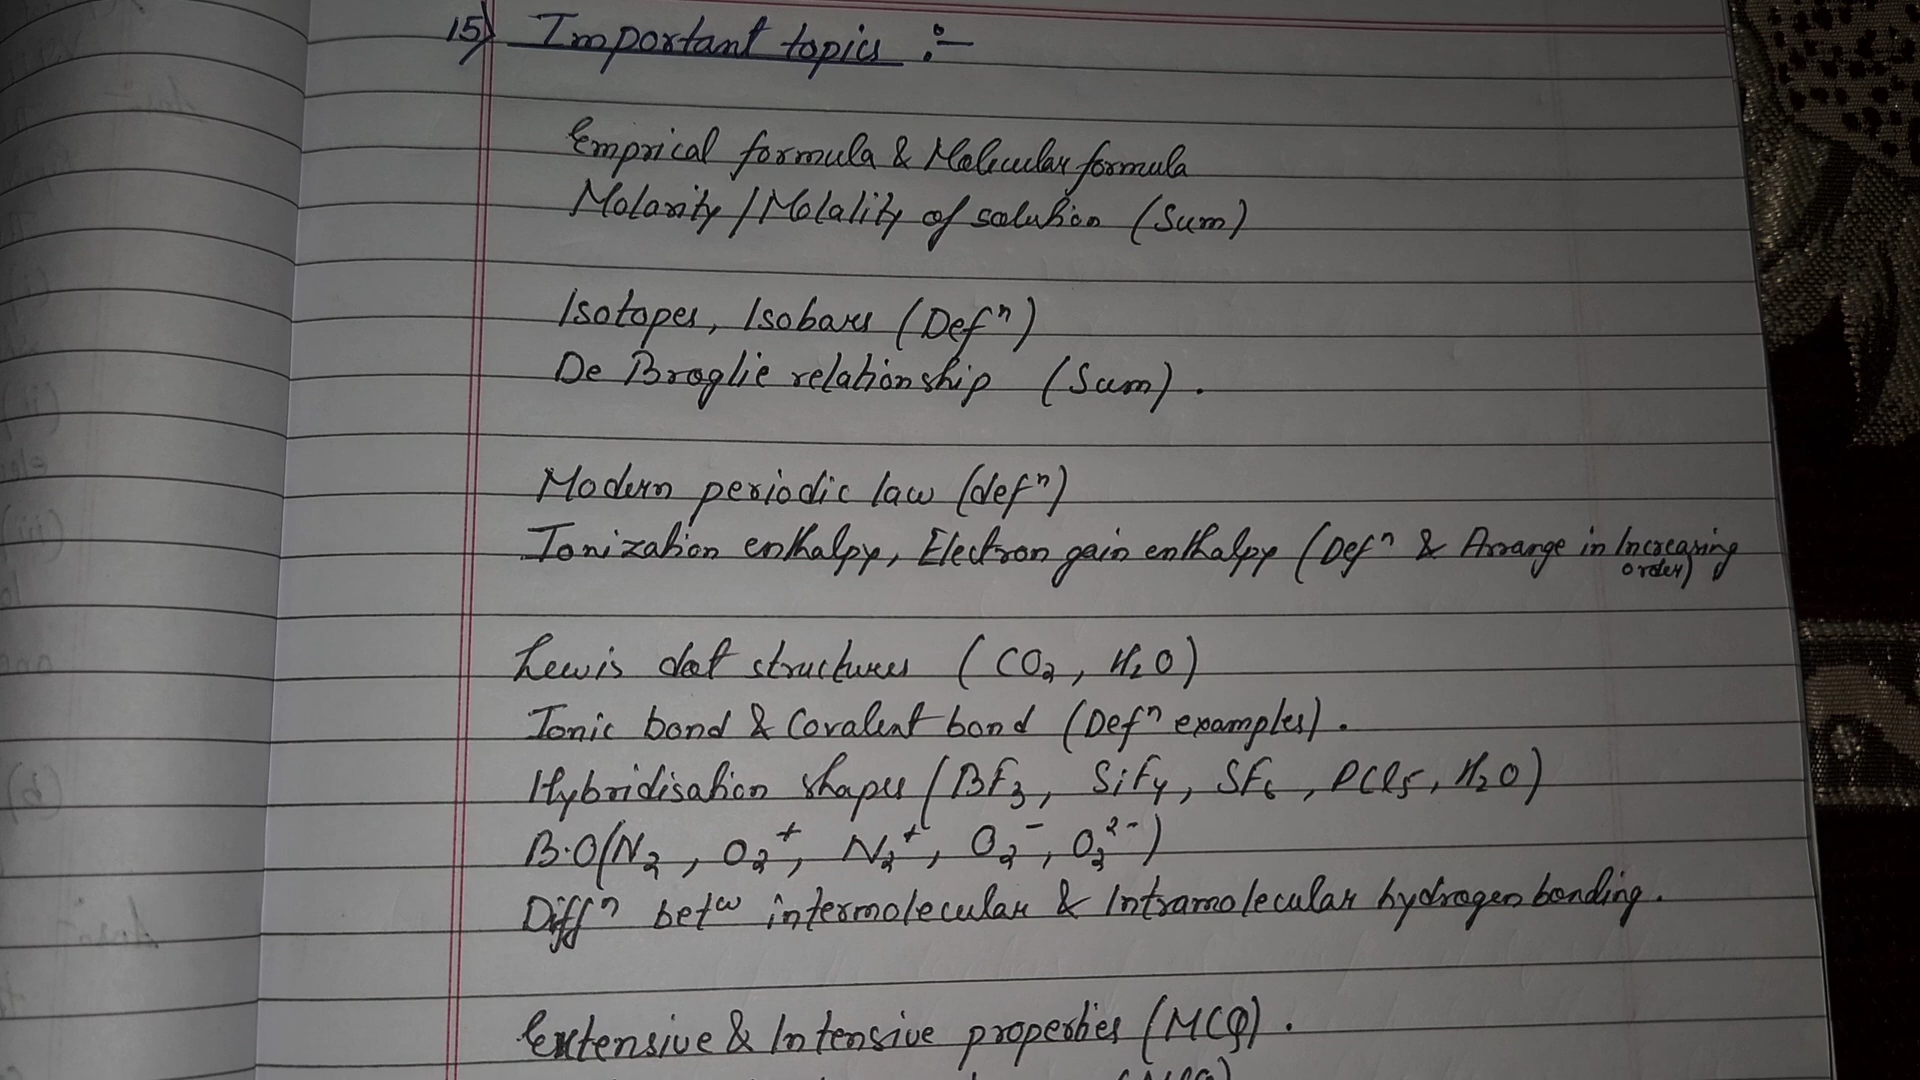 15) Important topics :-
Emprical formula & Molecular formula
Molarity / Molality of solution (Sum)
Isotopes, Isobars (Defⁿ)
De Broglie relationship (Sum).
Modern periodic law (defⁿ)
Ionization enthalpy, Electron gain enthalpy (Defⁿ & Arrange in Increasing order)
Lewis dot structures (CO₂, H₂O)
Ionic bond & Covalent bond (Defⁿ examples).
Hybridisation shapes (BF₃, SiF₄, SF₆, PCl₅, H₂O)
B.O(N₂, O₂⁺, N₂⁺, O₂⁻, O₂²⁻)
Diffⁿ betʷ intermolecular & Intramolecular hydrogen bonding.
Extensive & Intensive properties (MCQ).